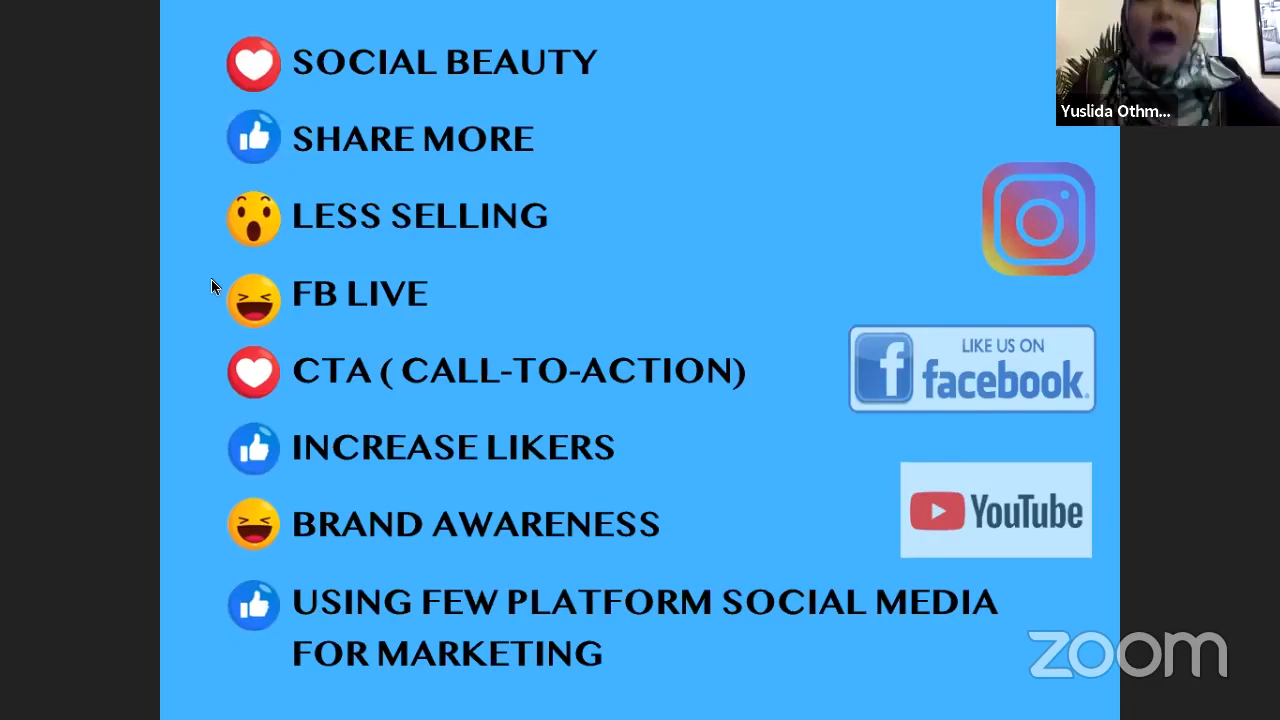 SOCIAL BEAUTY
SHARE MORE
LESS SELLING
FB LIVE
CTA ( CALL-TO-ACTION)
INCREASE LIKERS
BRAND AWARENESS
USING FEW PLATFORM SOCIAL MEDIA
FOR MARKETING
Yuslida Othm...
LIKE US ON
facebook.
YouTube
zoom